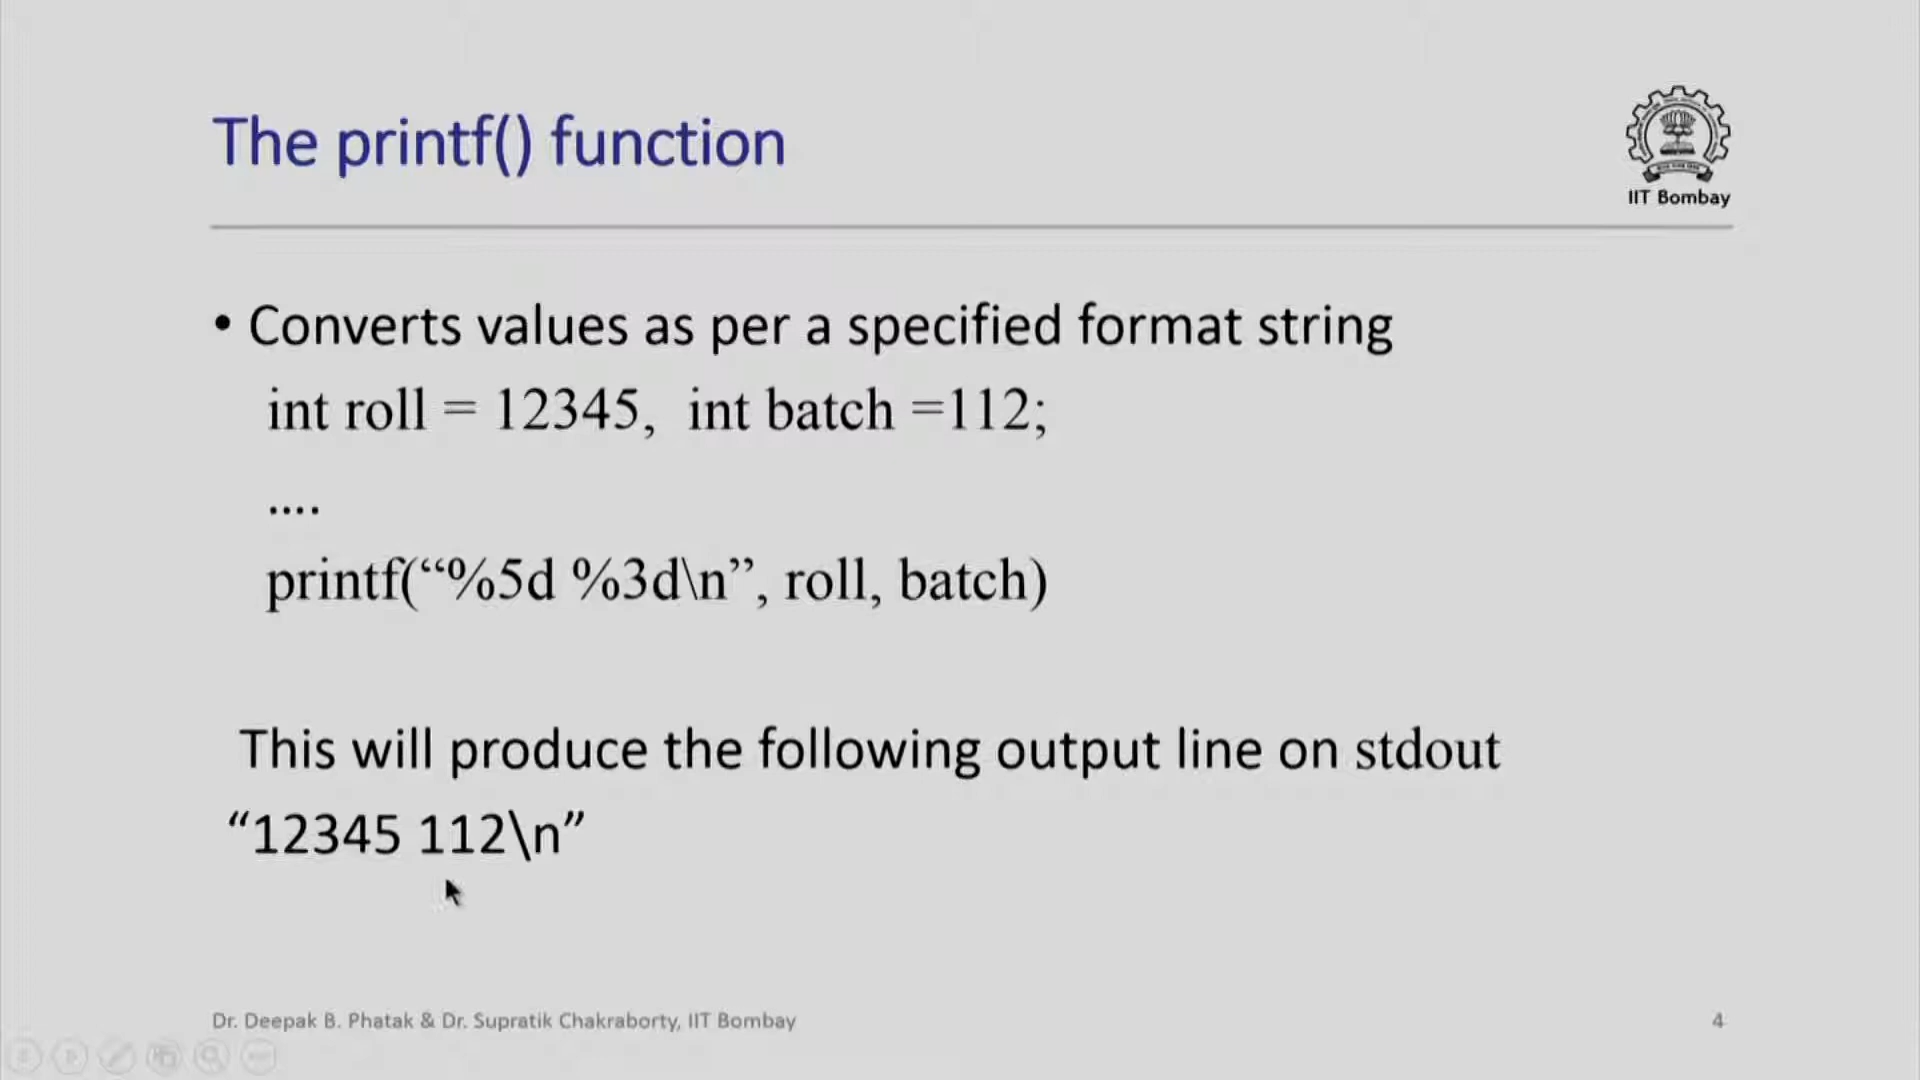 The printf() function
IIT Bombay
• Converts values as per a specified format string
int roll = 12345,  int batch =112;
....
printf(“%5d %3d\n”, roll, batch)
This will produce the following output line on stdout
“12345 112\n”
Dr. Deepak B. Phatak & Dr. Supratik Chakraborty, IIT Bombay
4